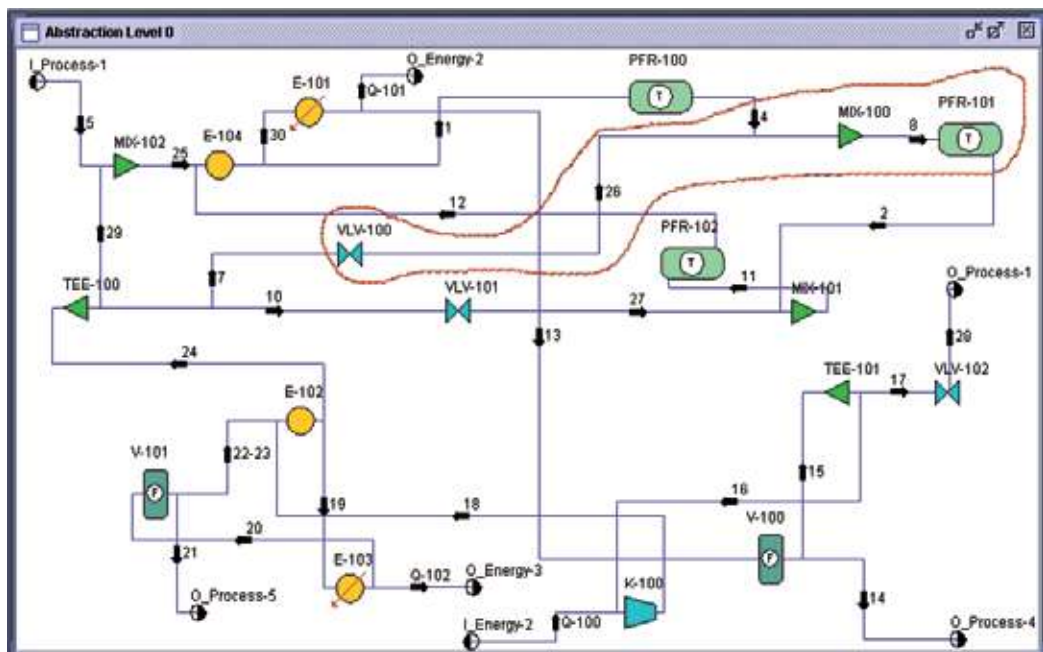 Abstraction Level 0
I_Process-1
O_Energy-2
PFR-100
T
E-101
Q-101
PFR-101
T
MIX-100
5
MIX-102
25
E-104
30
1
4
8
26
12
2
VLV-100
PFR-102
T
29
7
TEE-100
10
VLV-101
27
11
MIX-101
O_Process-1
13
28
24
TEE-101
17
VLV-102
E-102
V-101
F
22-23
15
19
18
16
V-100
F
20
21
E-103
Q-102
O_Energy-3
K-100
14
O_Process-5
I_Energy-2
Q-100
O_Process-4